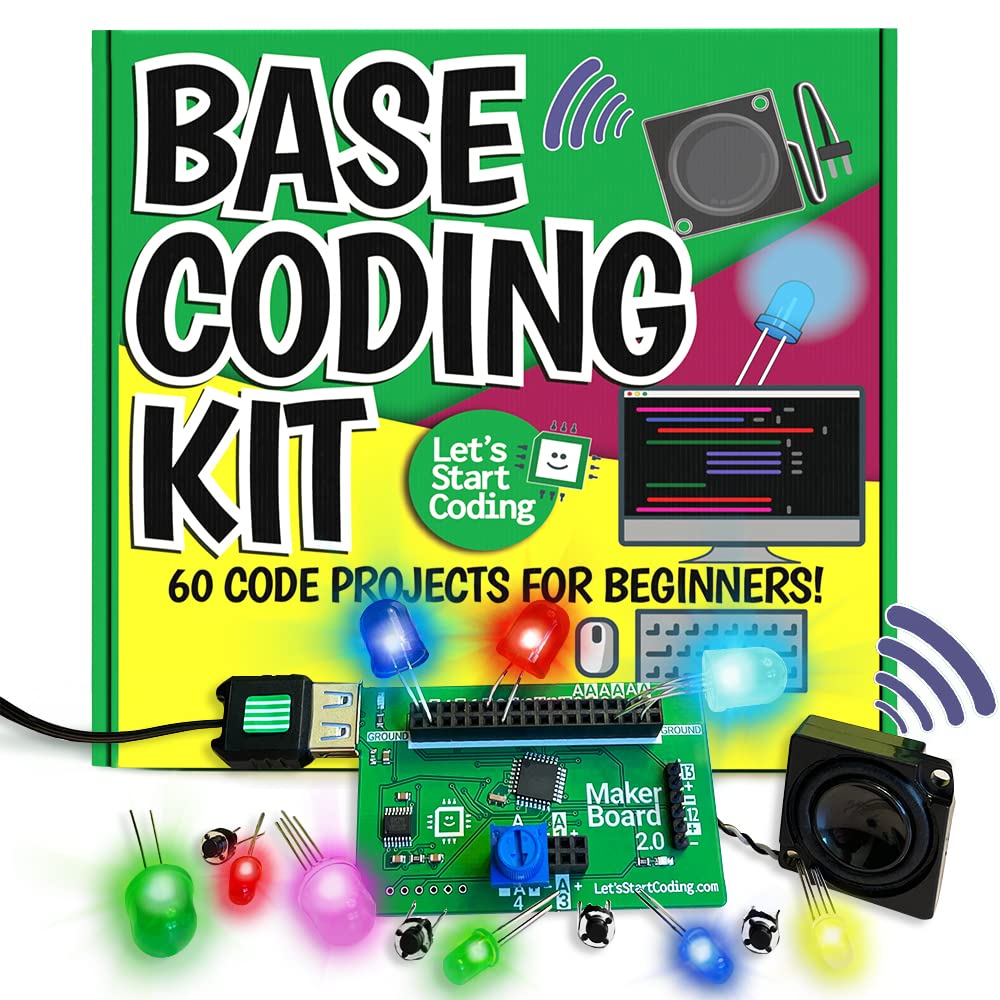 BASE
CODING
KIT
Let's
Start
Coding
60 CODE PROJECTS FOR BEGINNERS!
AAAAAA
GROUND
GROUND
Maker
Board
2.0
13
12
+
-
A
A
4
A
3
+
Let'sStartCoding.com